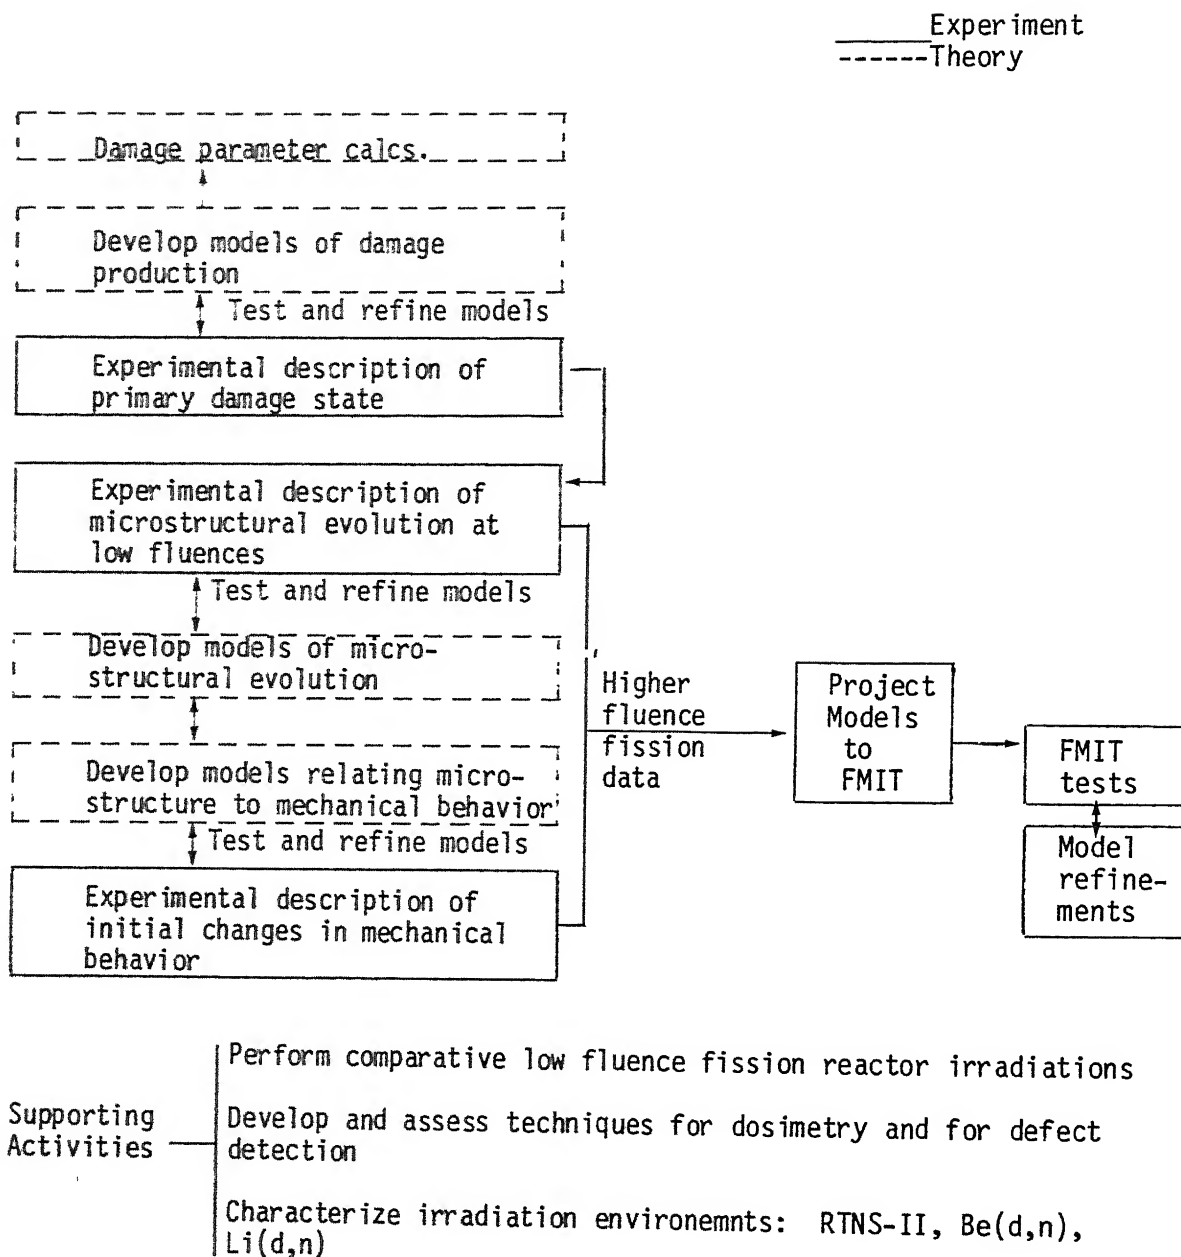 Experiment
Theory
Damage parameter calcs.
Develop models of damage
production
Test and refine models
Experimental description of
primary damage state
Experimental description of
microstructural evolution at
low fluences
Test and refine models
Develop models of micro-
structural evolution
Develop models relating micro-
structure to mechanical behavior
Test and refine models
Experimental description of
initial changes in mechanical
behavior
Higher
fluence
fission
data
Project
Models
to
FMIT
FMIT
tests
Model
refine-
ments
Supporting
Activities
Perform comparative low fluence fission reactor irradiations
Develop and assess techniques for dosimetry and for defect
detection
Characterize irradiation environemnts: RTNS-II, Be(d,n),
Li(d,n)